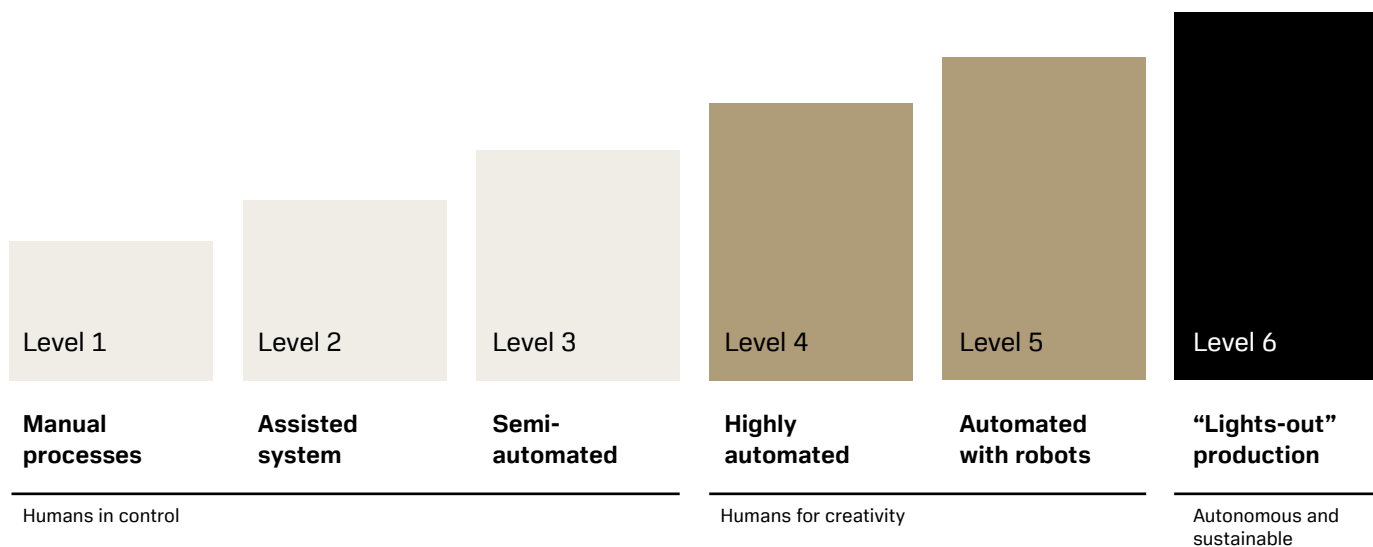 Level 1
Level 2
Level 3
Level 4
Level 5
Level 6
Manual
processes
Assisted
system
Semi-
automated
Highly
automated
Automated
with robots
“Lights-out”
production
Humans in control
Humans for creativity
Autonomous and
sustainable